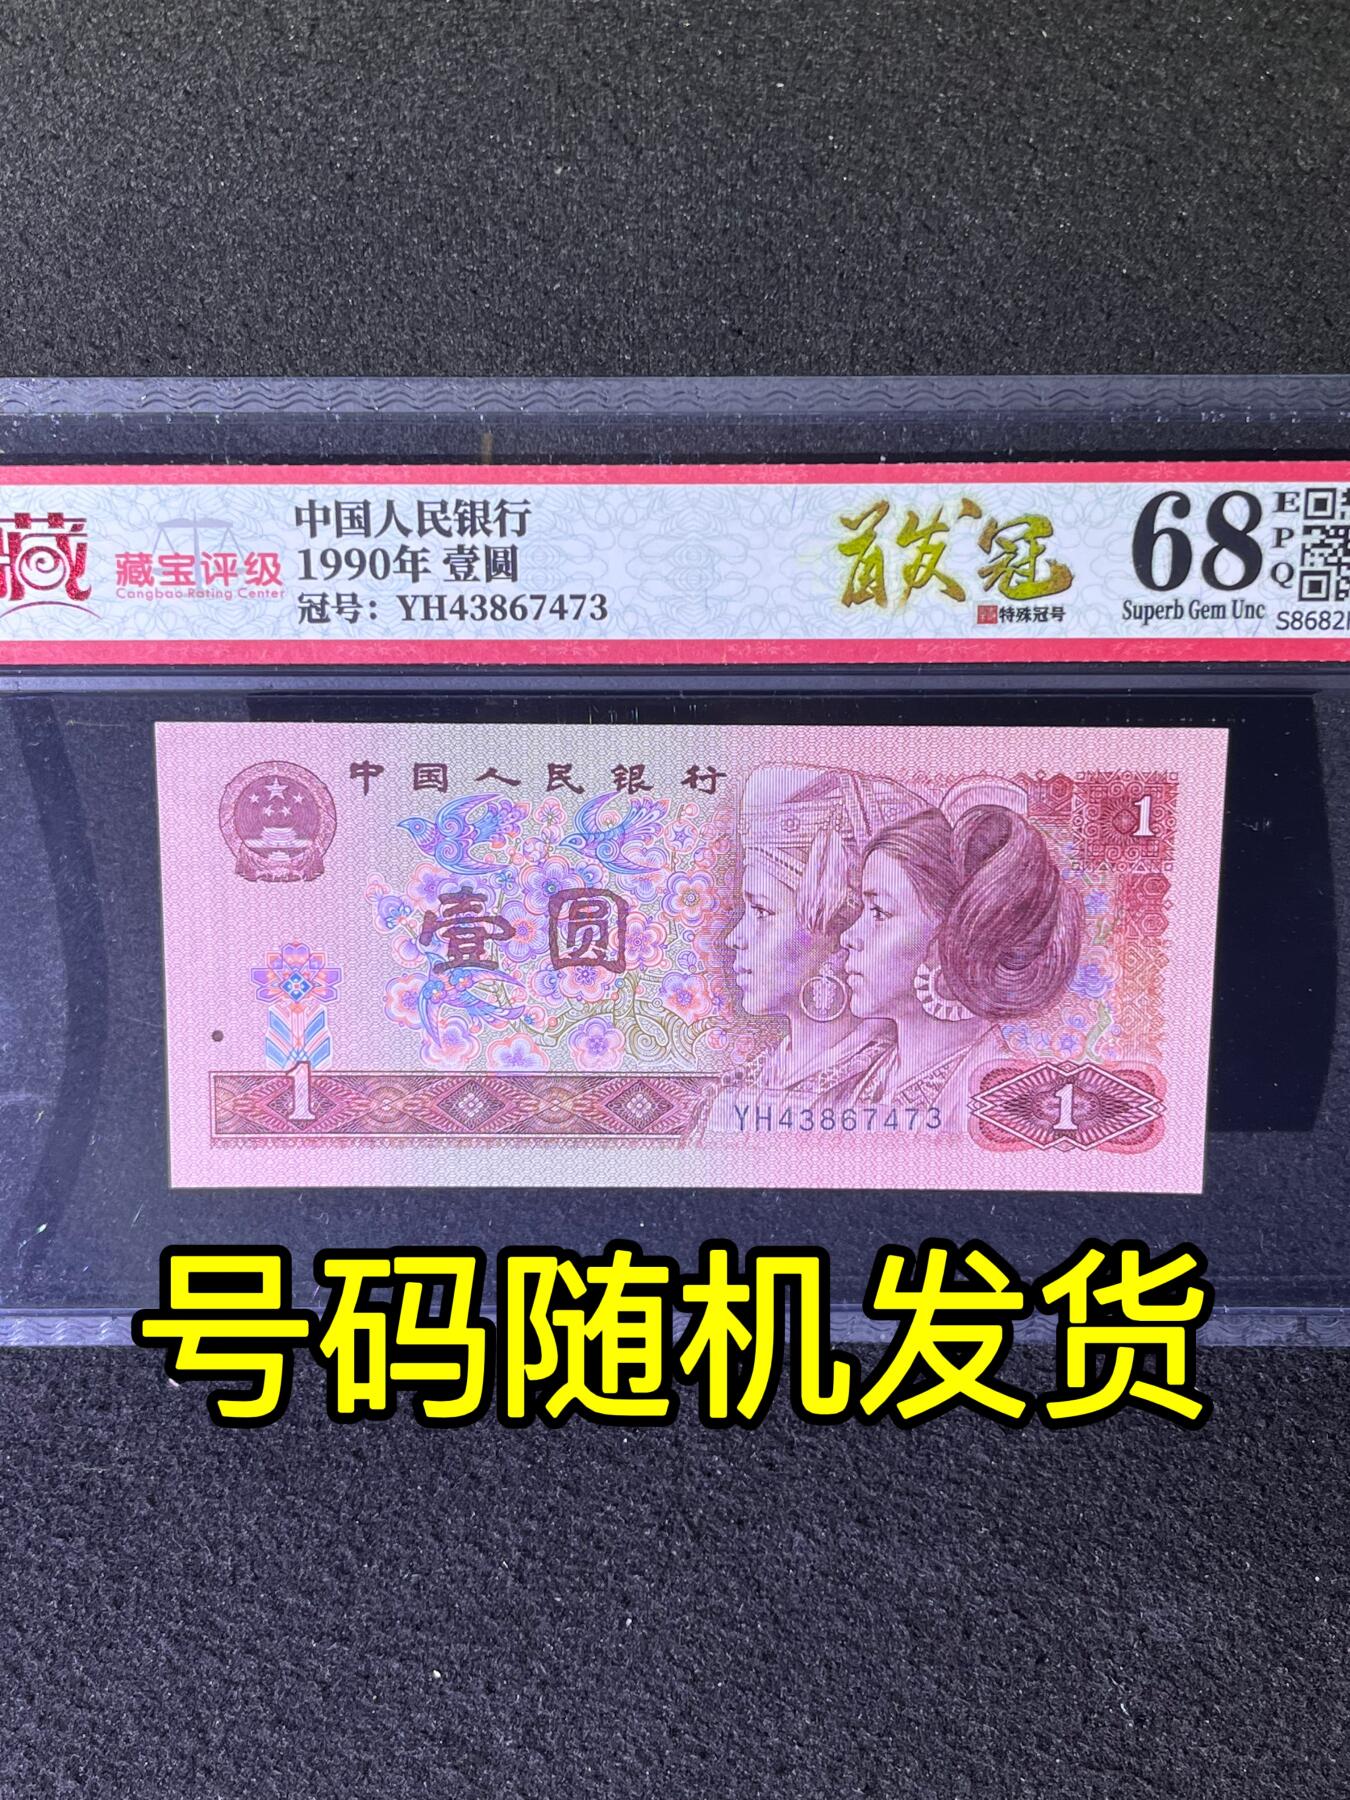 藏
藏宝评级
Cangbao Rating Center
中国人民银行
1990年 壹圆
冠号：YH43867473
首发冠
特殊冠号
68
EPQ
Superb Gem Unc
S8682
中国人民银行
壹圆
1
1
YH43867473
1
号码随机发货